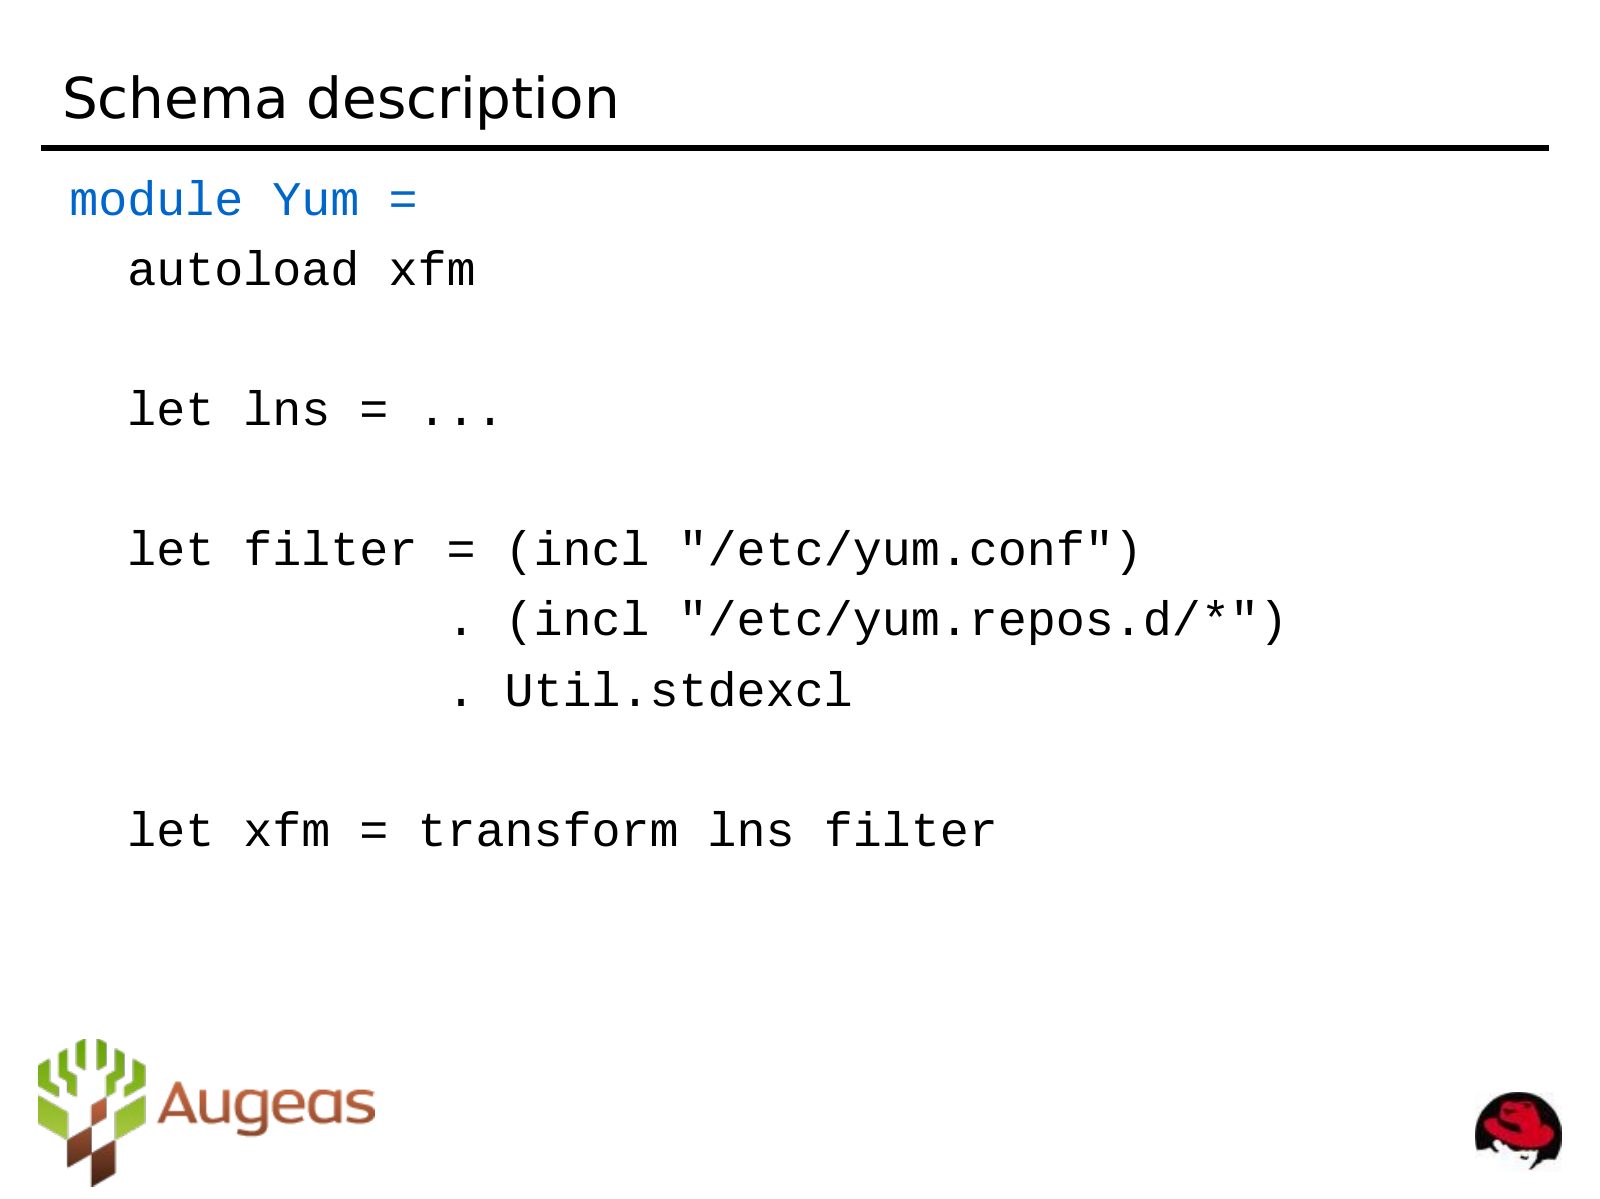 Schema description
module Yum =
  autoload xfm
  let lns = ...
  let filter = (incl "/etc/yum.conf")
             . (incl "/etc/yum.repos.d/*")
             . Util.stdexcl
  let xfm = transform lns filter
Augeas